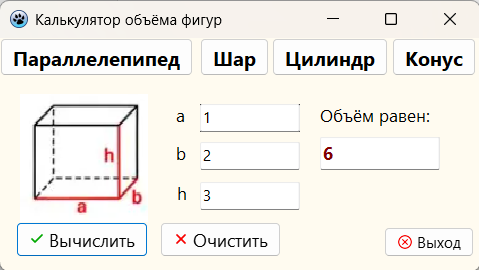 Калькулятор объёма фигур
Параллелепипед Шар Цилиндр Конус
a 1 Объём равен:
b 2 6
h 3
h
b
a
Вычислить Очистить Выход